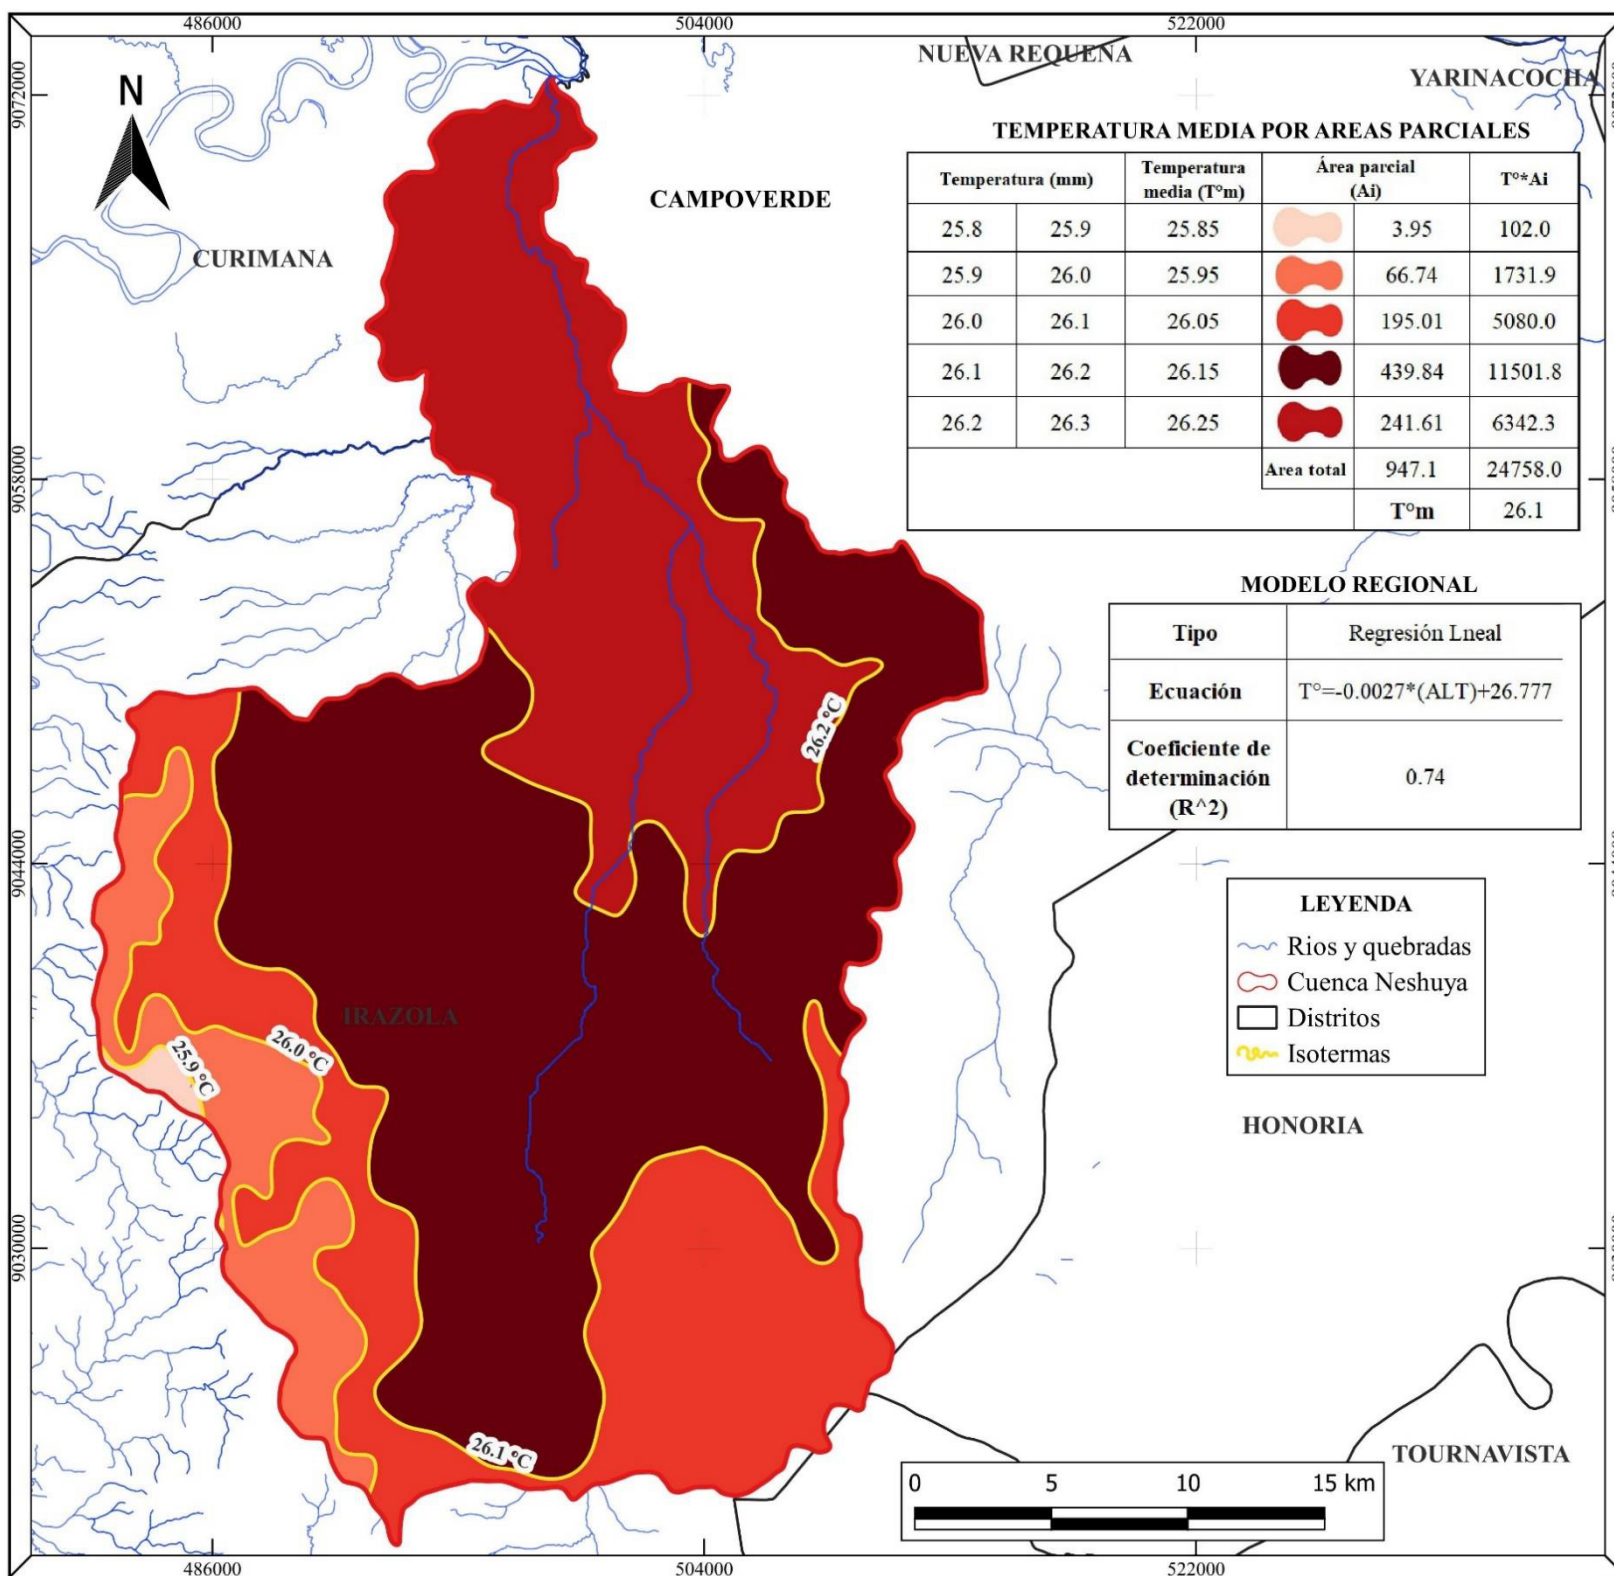 486000 504000 522000
9072000 9058000 9044000 9030000
N
NUEVA REQUENA
YARINACOCHA
CAMPOVERDE
CURIMANA
IRAZOLA
HONORIA
TOURNAVISTA
26.2 °C
26.0 °C
25.9 °C
26.1 °C
TEMPERATURA MEDIA POR AREAS PARCIALES
Temperatura (mm) Temperatura media (T°m) Área parcial (Ai) T°*Ai
25.8 25.9 25.85 3.95 102.0
25.9 26.0 25.95 66.74 1731.9
26.0 26.1 26.05 195.01 5080.0
26.1 26.2 26.15 439.84 11501.8
26.2 26.3 26.25 241.61 6342.3
Area total 947.1 24758.0
T°m 26.1
MODELO REGIONAL
Tipo Regresión Lneal
Ecuación T°=-0.0027*(ALT)+26.777
Coeficiente de
determinación 0.74
(R^2)
LEYENDA
Rios y quebradas
Cuenca Neshuya
Distritos
Isotermas
0 5 10 15 km
486000 504000 522000